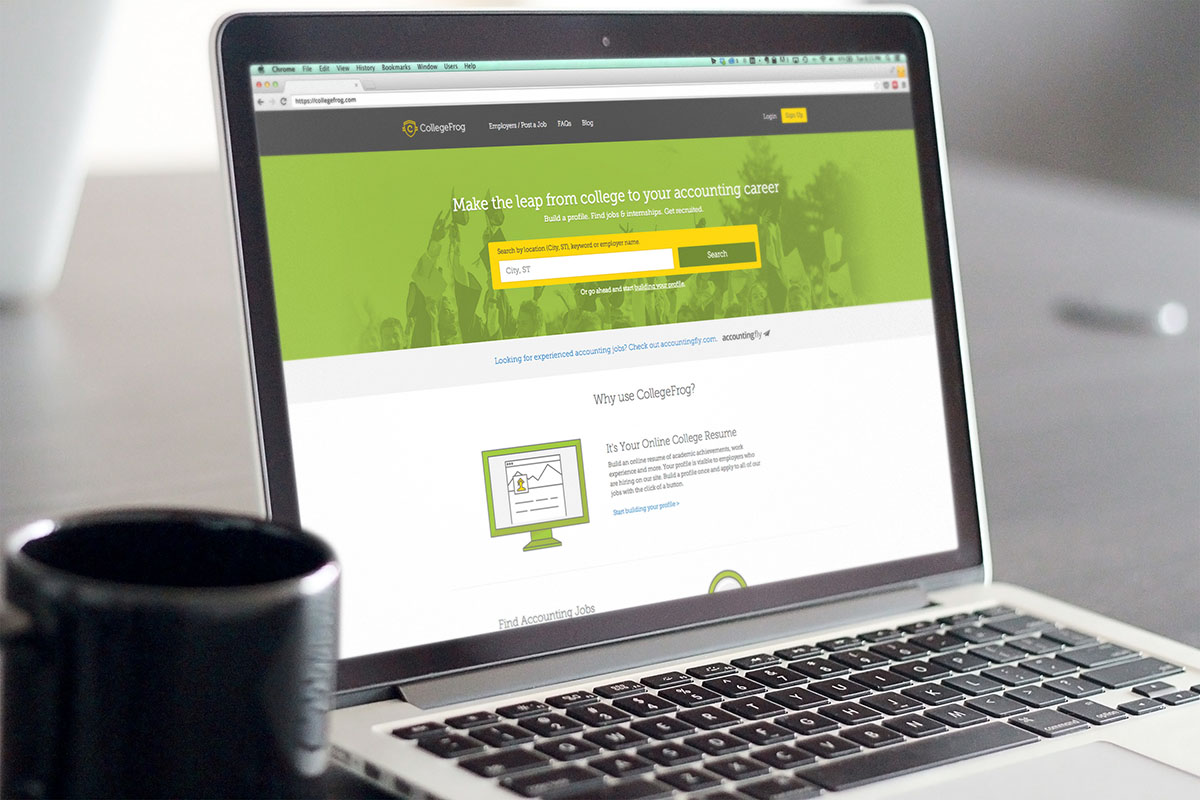 Chrome File Edit View History Bookmarks Window Users Help
https://collegefrog.com
CollegeFrog Employers / Post a Job FAQs Blog Login Sign Up
Make the leap from college to your accounting career
Build a profile. Find jobs & internships. Get recruited.
Search by location (City, ST), keyword or employer name.
City, ST Search
Or go ahead and start building your profile.
Looking for experienced accounting jobs? Check out accountingfly.com. accountingfly
Why use CollegeFrog?
It's Your Online College Resume
Build an online resume of academic achievements, work
experience and more. Your profile is visible to employers who
are hiring on our site. Build a profile once and apply to all of our
jobs with the click of a button.
Start building your profile »
Find Accounting Jobs